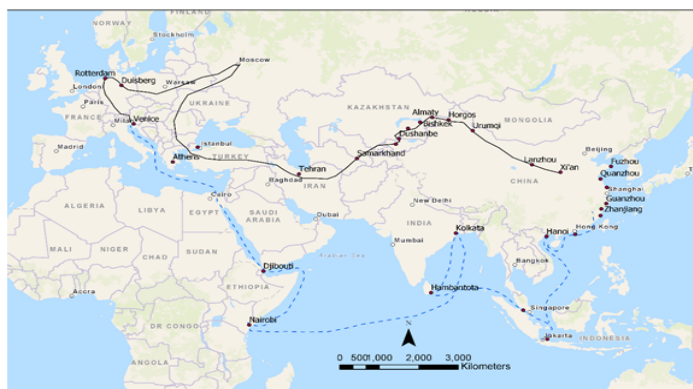 NORWAY
FINLAND
RUSSIA
Stockholm
SWEDEN
Moscow
Rotterdam
Duisberg
London
Warsaw
Paris
UKRAINE
FRANCE
Milan
Venice
KAZAKHSTAN
MONGOLIA
Almaty
Horgos
Bishkek
Urumqi
Dushanbe
Madrid
Istanbul
Athens
TURKEY
Samarkhand
Lanzhou
Xi'an
Beijing
Fuzhou
Tehran
Baghdad
IRAN
CHINA
Quanzhou
Shanghai
Guanzhou
Zhanjiang
Cairo
New Delhi
ALGERIA
LIBYA
EGYPT
SAUDI
ARABIA
Dubai
INDIA
Kolkata
Hanoi
Hong Kong
Mumbai
Arabian Sea
MALI
NIGER
CHAD
SUDAN
Bangkok
Djibouti
Hambantota
ETHIOPIA
Accra
Singapore
Nairobi
DR CONGO
Jakarta
INDONESIA
ANGOLA
N
0 500 1,000 2,000 3,000
Kilometers